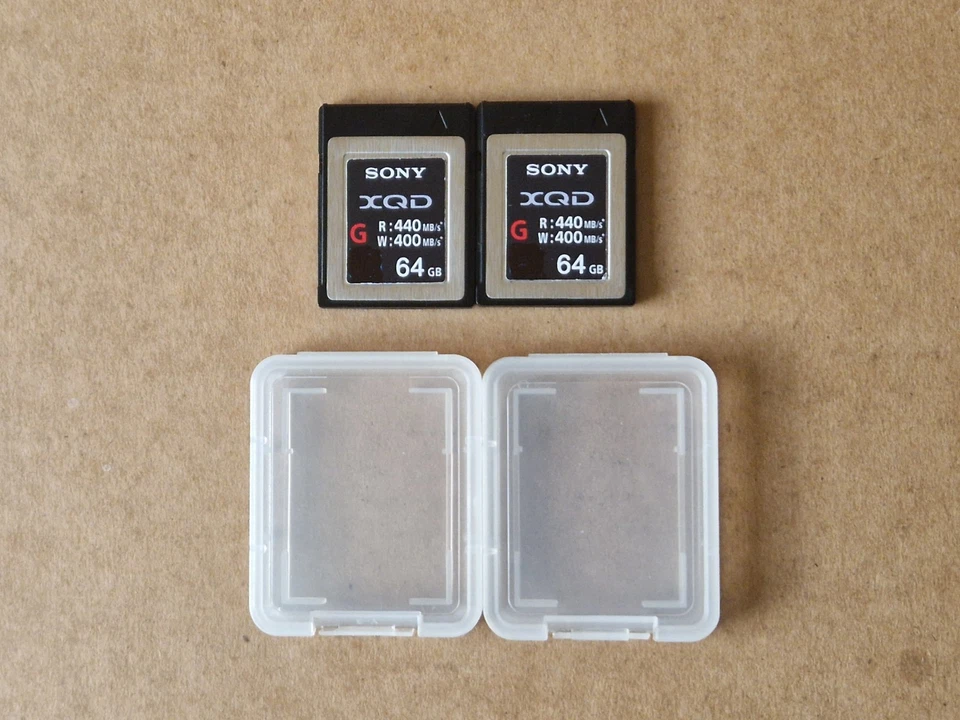 SONY
XQD
G
R:440MB/s*
W:400MB/s*
64GB
SONY
XQD
G
R:440MB/s*
W:400MB/s*
64GB